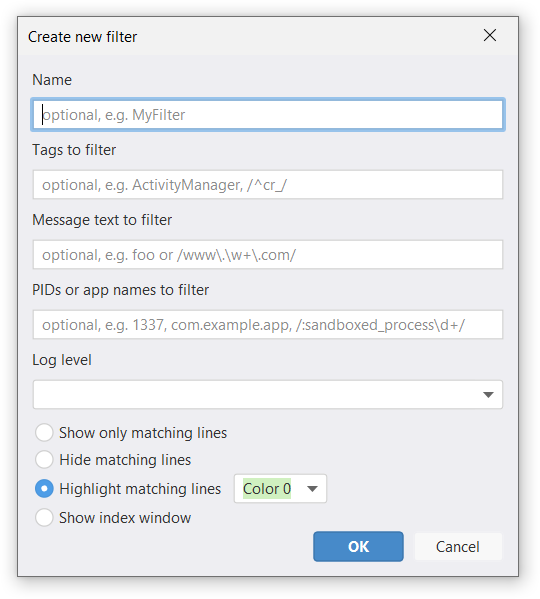 Create new filter
Name
optional, e.g. MyFilter
Tags to filter
optional, e.g. ActivityManager, /^cr_/
Message text to filter
optional, e.g. foo or /www\.\w+\.com/
PIDs or app names to filter
optional, e.g. 1337, com.example.app, /:sandboxed_process\d+/
Log level
Show only matching lines
Hide matching lines
Highlight matching lines Color 0
Show index window
OK Cancel